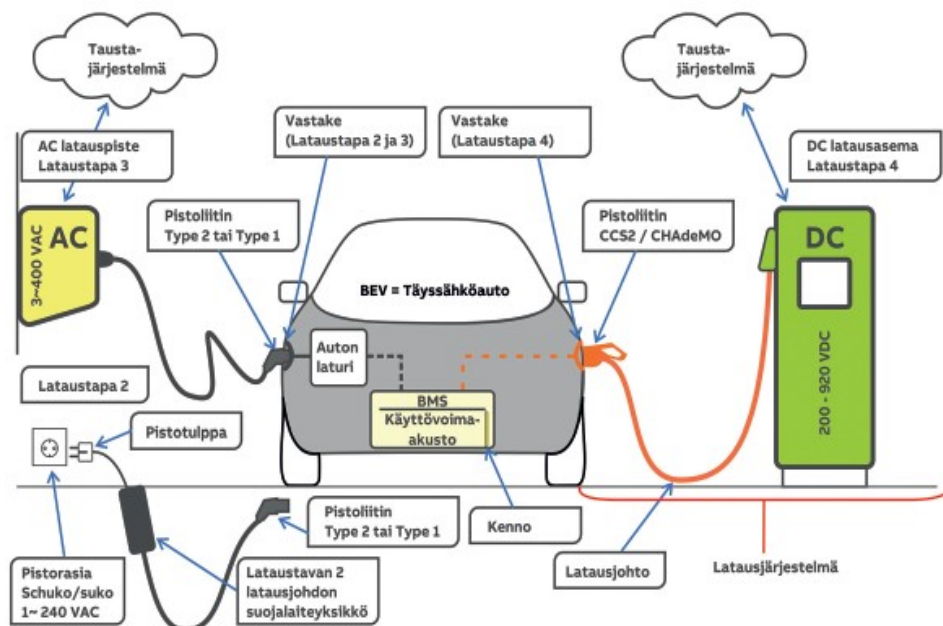 Tausta-
järjestelmä
Tausta-
järjestelmä
AC latauspiste
Lataustapa 3
Vastake
(Lataustapa 2 ja 3)
Vastake
(Lataustapa 4)
DC latausasema
Lataustapa 4
Pistoliitin
Type 2 tai Type 1
Pistoliitin
CCS2 / CHAdeMO
3~400 VAC
AC
DC
200 - 920 VDC
BEV = Täyssähköauto
Auton
laturi
BMS
Käyttövoima-
akusto
Lataustapa 2
Pistotulppa
Pistoliitin
Type 2 tai Type 1
Kenno
Latausjohto
Latausjärjestelmä
Pistorasia
Schuko/suko
1~ 240 VAC
Lataustavan 2
latausjohdon
suojalaiteyksikkö